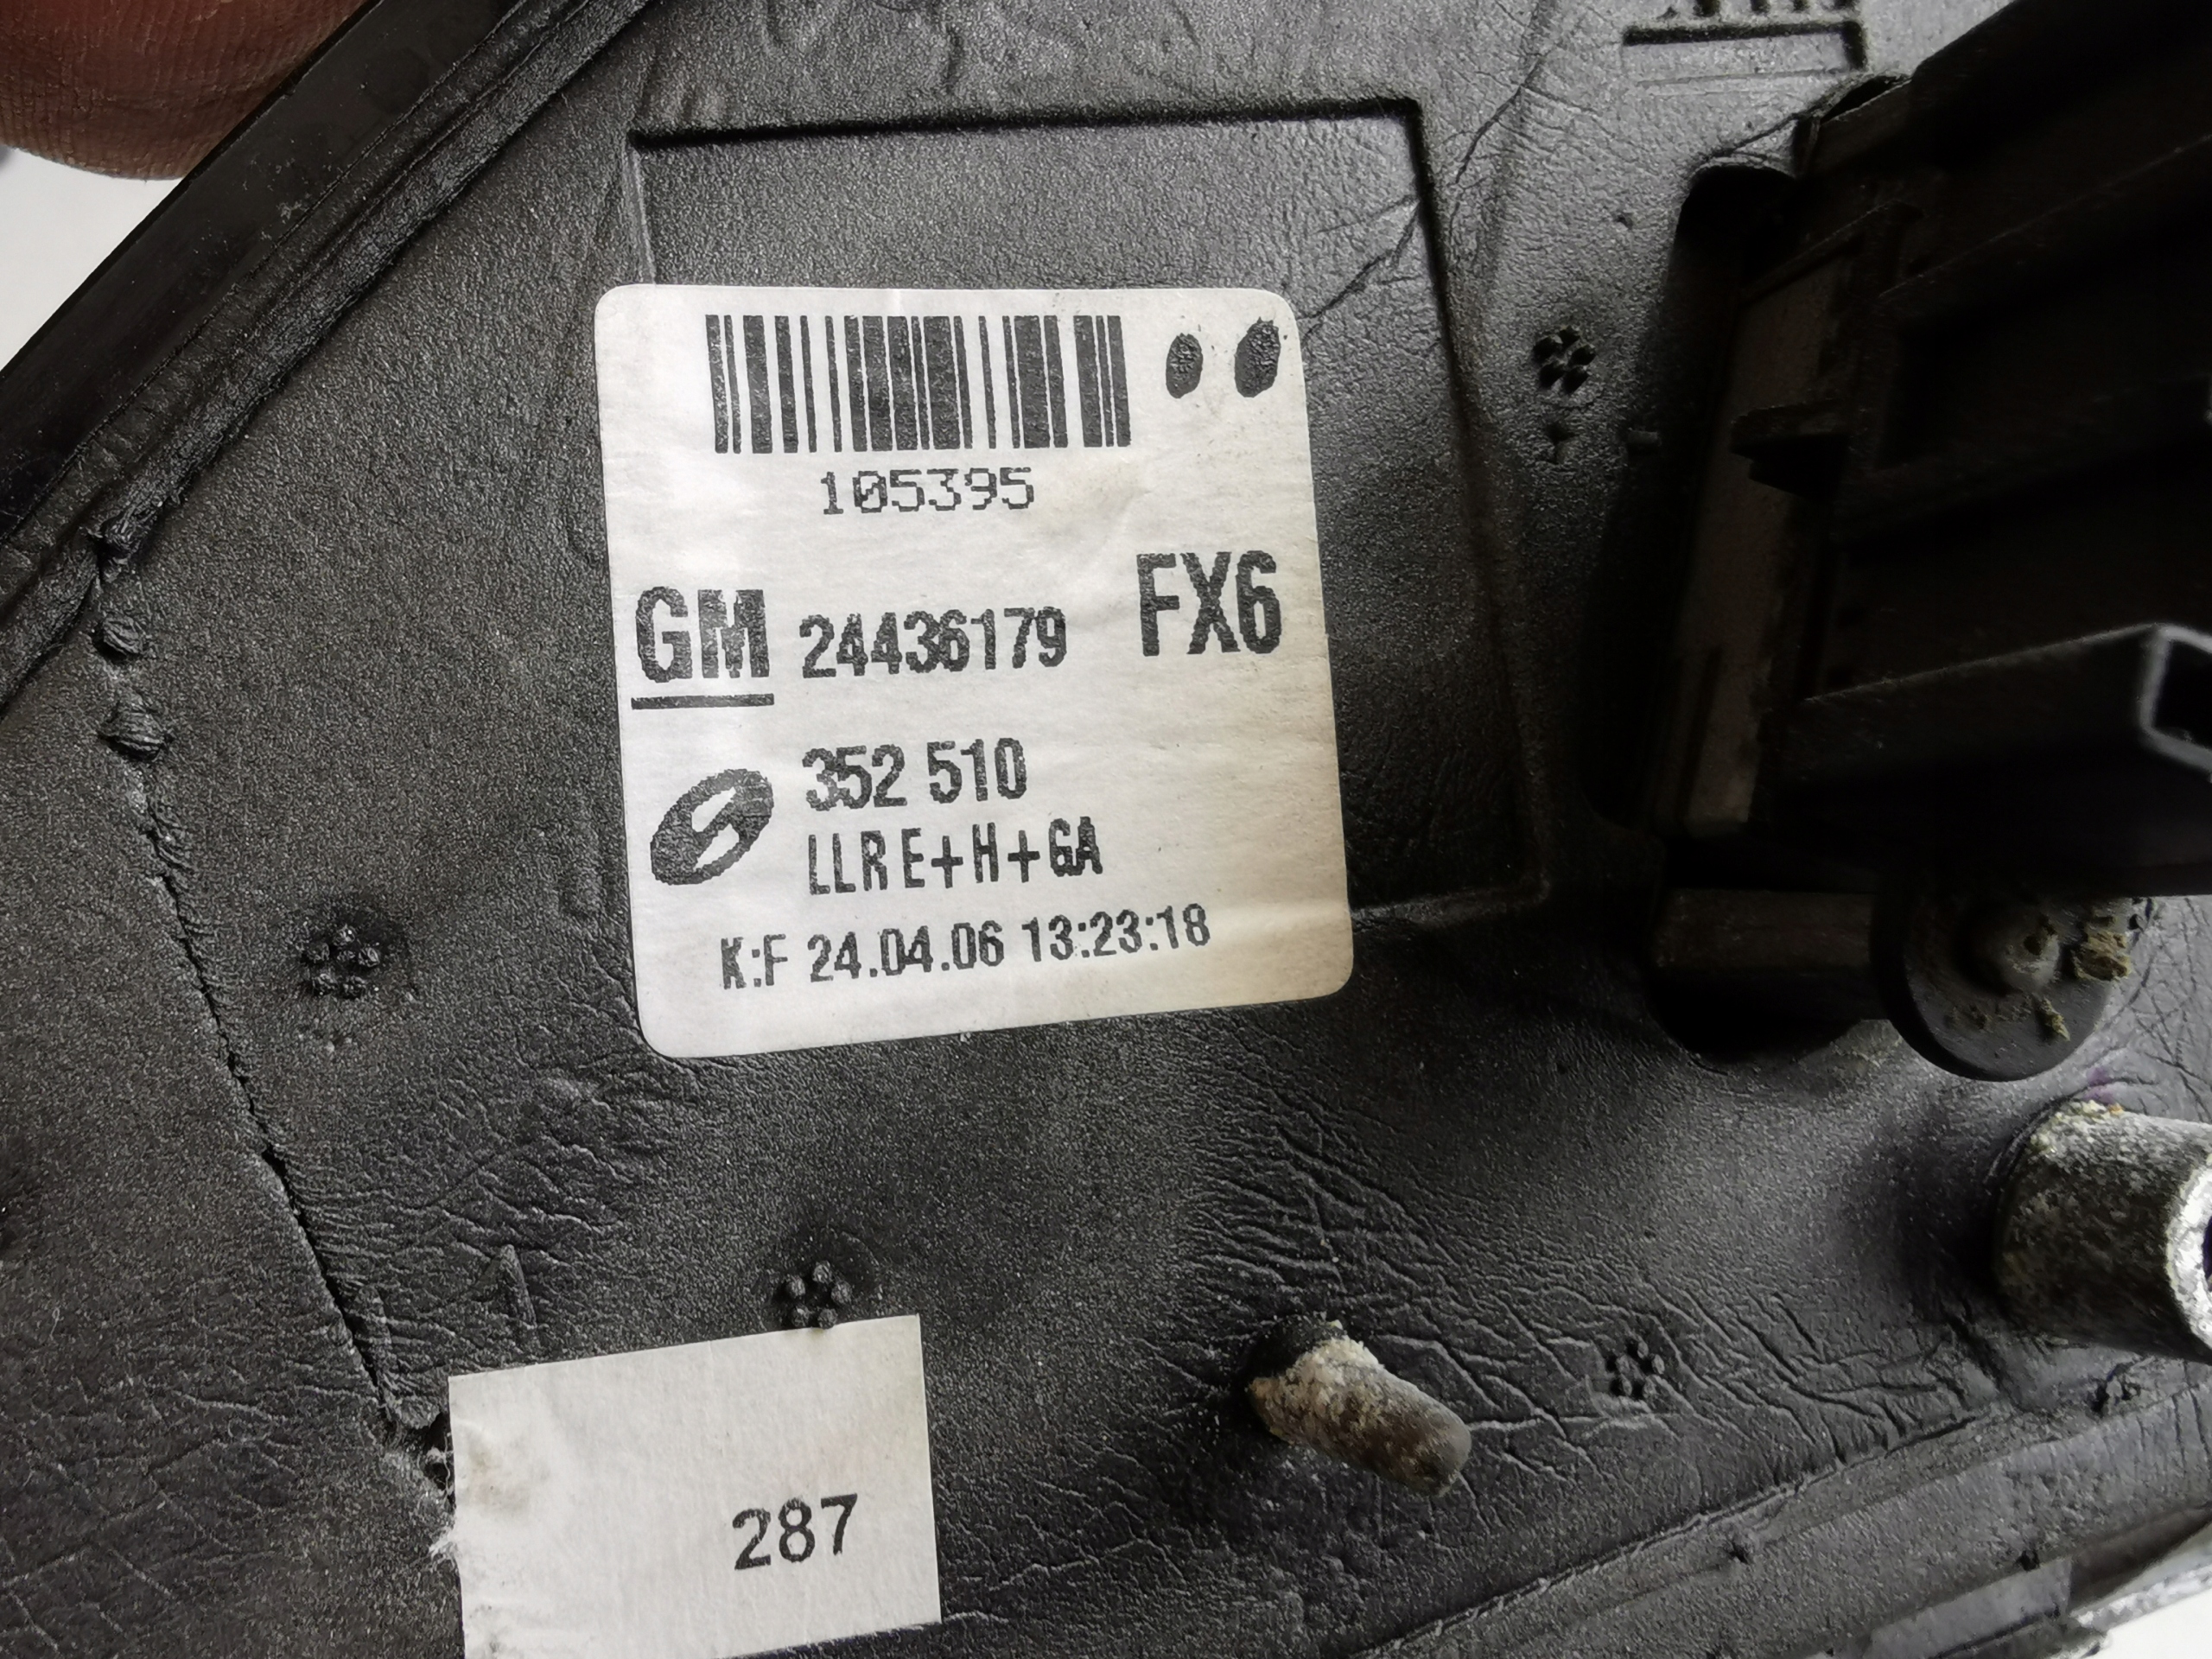 105395
GM 24436179 FX6
352 510
LLR E+H+GA
K:F 24.04.06 13:23:18
287